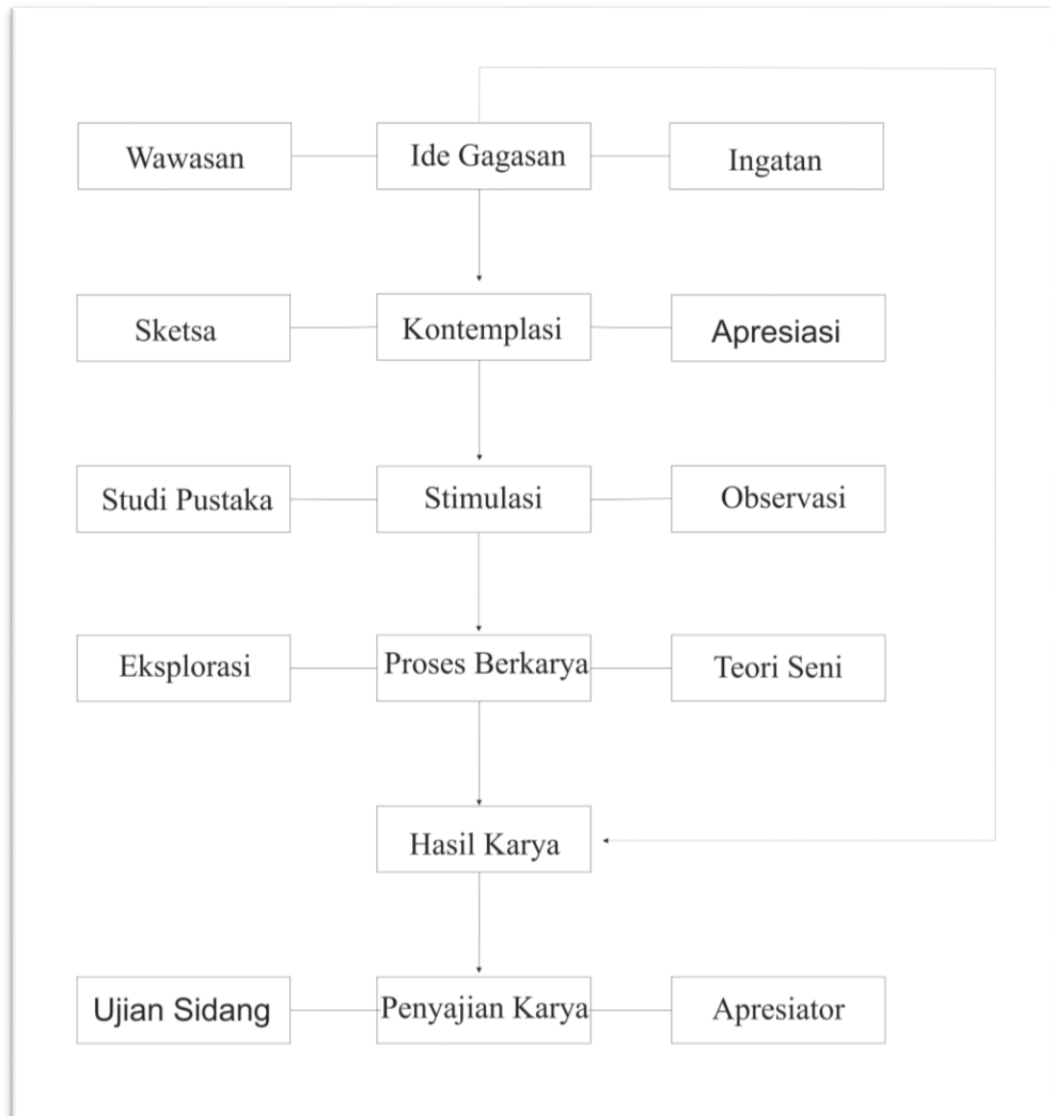 Wawasan
Ide Gagasan
Ingatan
Sketsa
Kontemplasi
Apresiasi
Studi Pustaka
Stimulasi
Observasi
Eksplorasi
Proses Berkarya
Teori Seni
Hasil Karya
Ujian Sidang
Penyajian Karya
Apresiator